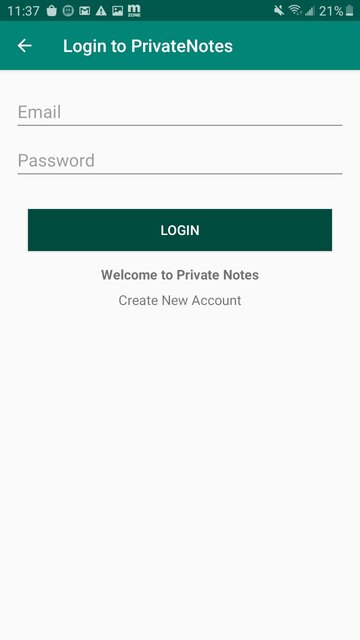 11:37
m
ZONE
21%
Login to PrivateNotes
Email
Password
LOGIN
Welcome to Private Notes
Create New Account